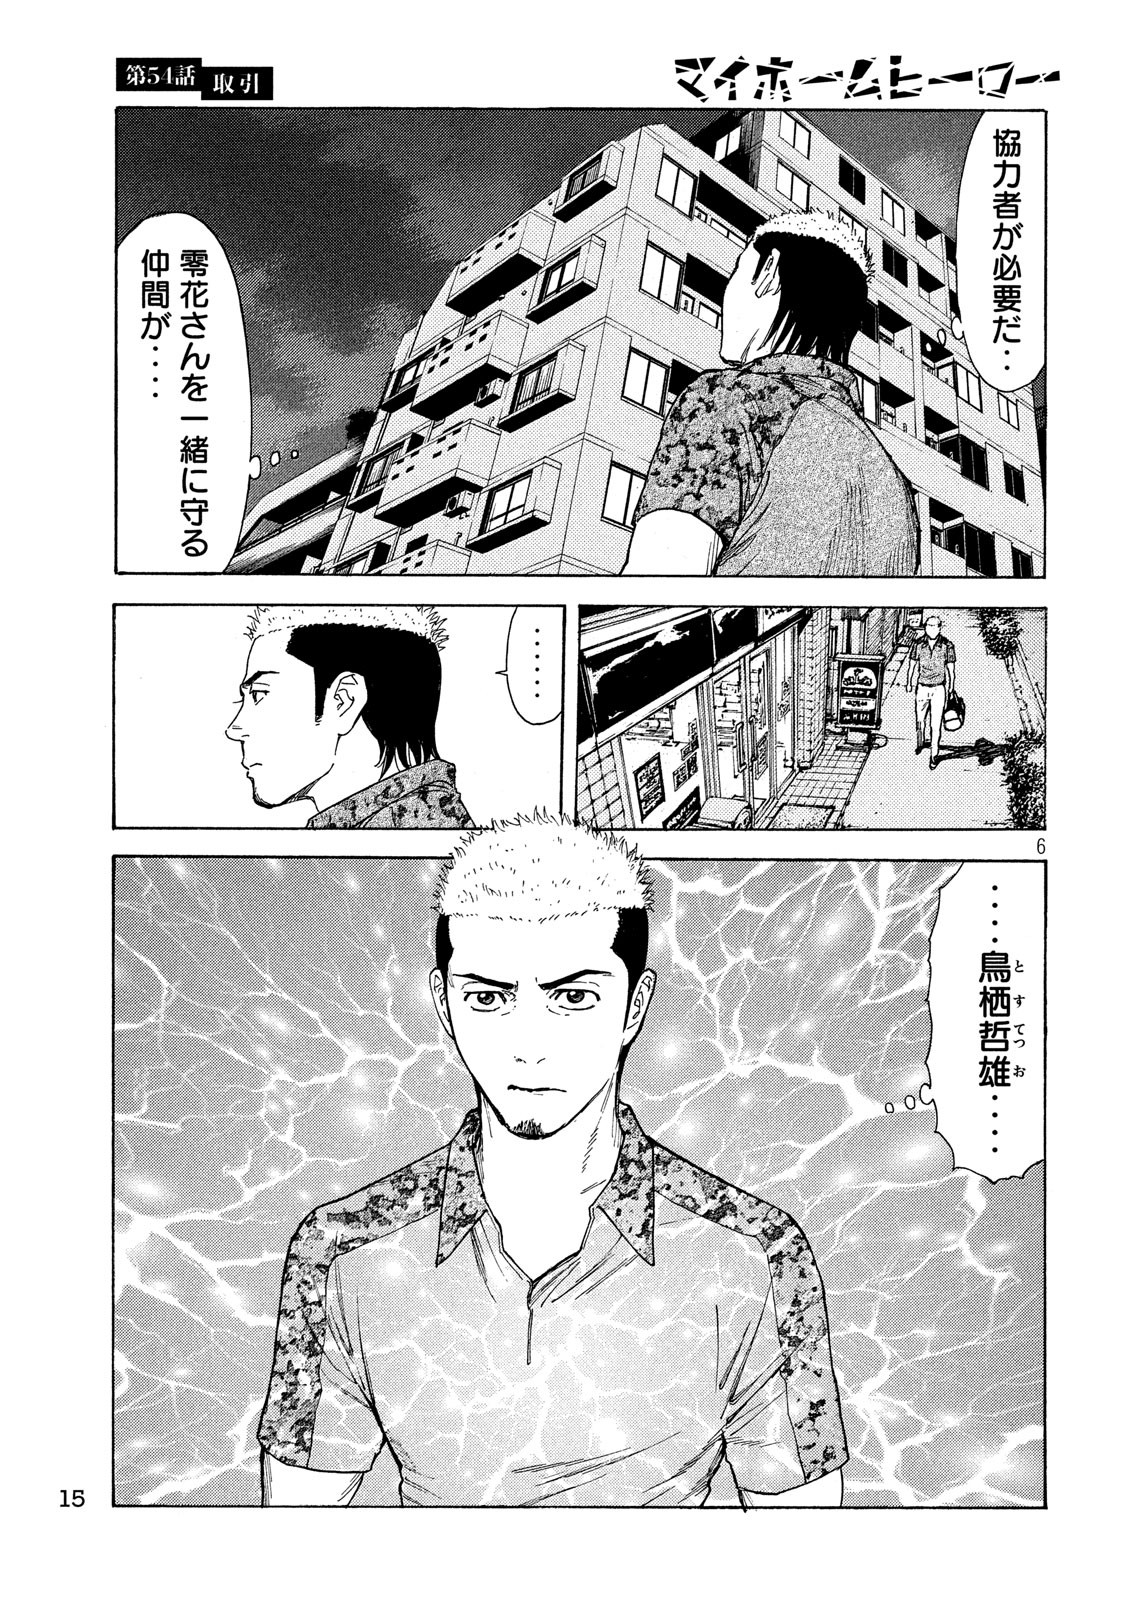 第54話
取引
マイホームヒーロー
協力者が必要だ・・
零花さんを一緒に守る
仲間が・・・・
・・・・・
6
・・・・鳥栖哲雄・・・・
とすてつお
15